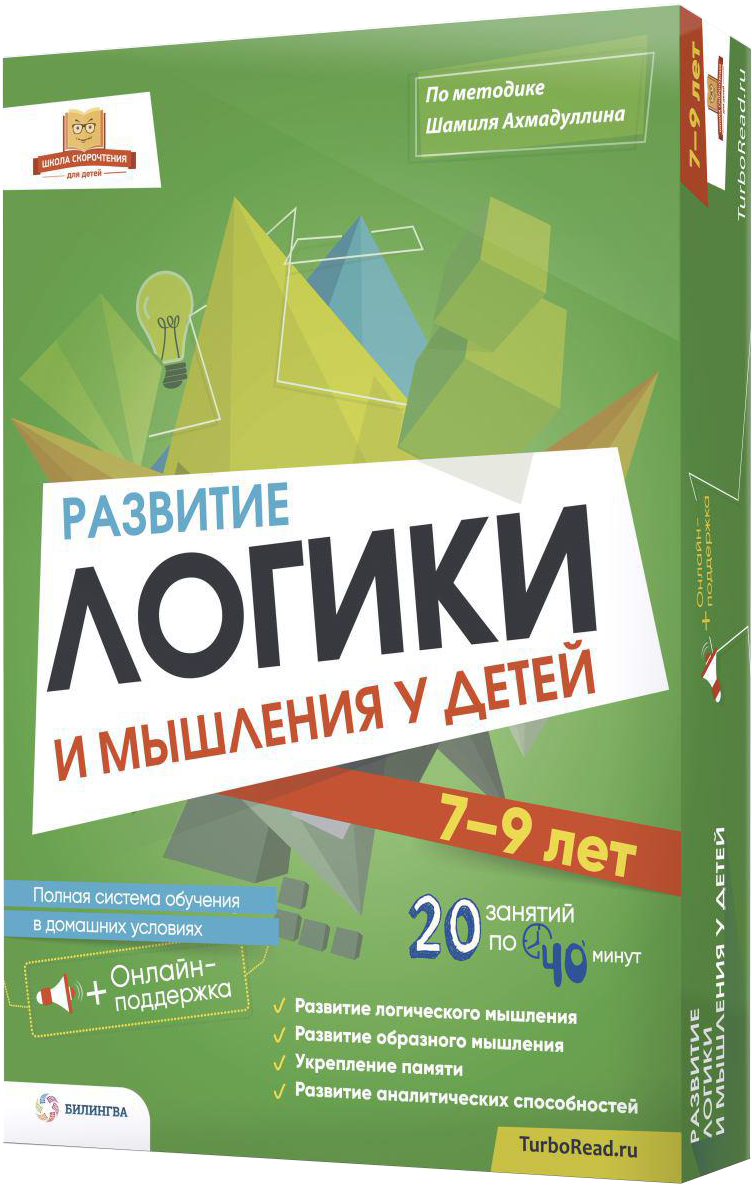 ШКОЛА СКОРОЧТЕНИЯ
для детей
По методике
Шамиля Ахмадуллина
РАЗВИТИЕ
ЛОГИКИ
И МЫШЛЕНИЯ У ДЕТЕЙ
7–9 лет
Полная система обучения
в домашних условиях
+ Онлайн-
поддержка
20 занятий
по 40 минут
Развитие логического мышления
Развитие образного мышления
Укрепление памяти
Развитие аналитических способностей
БИЛИНГВА
TurboRead.ru
7–9 лет
TurboRead.ru
+ Онлайн-
поддержка
РАЗВИТИЕ
ЛОГИКИ
И МЫШЛЕНИЯ У ДЕТЕЙ